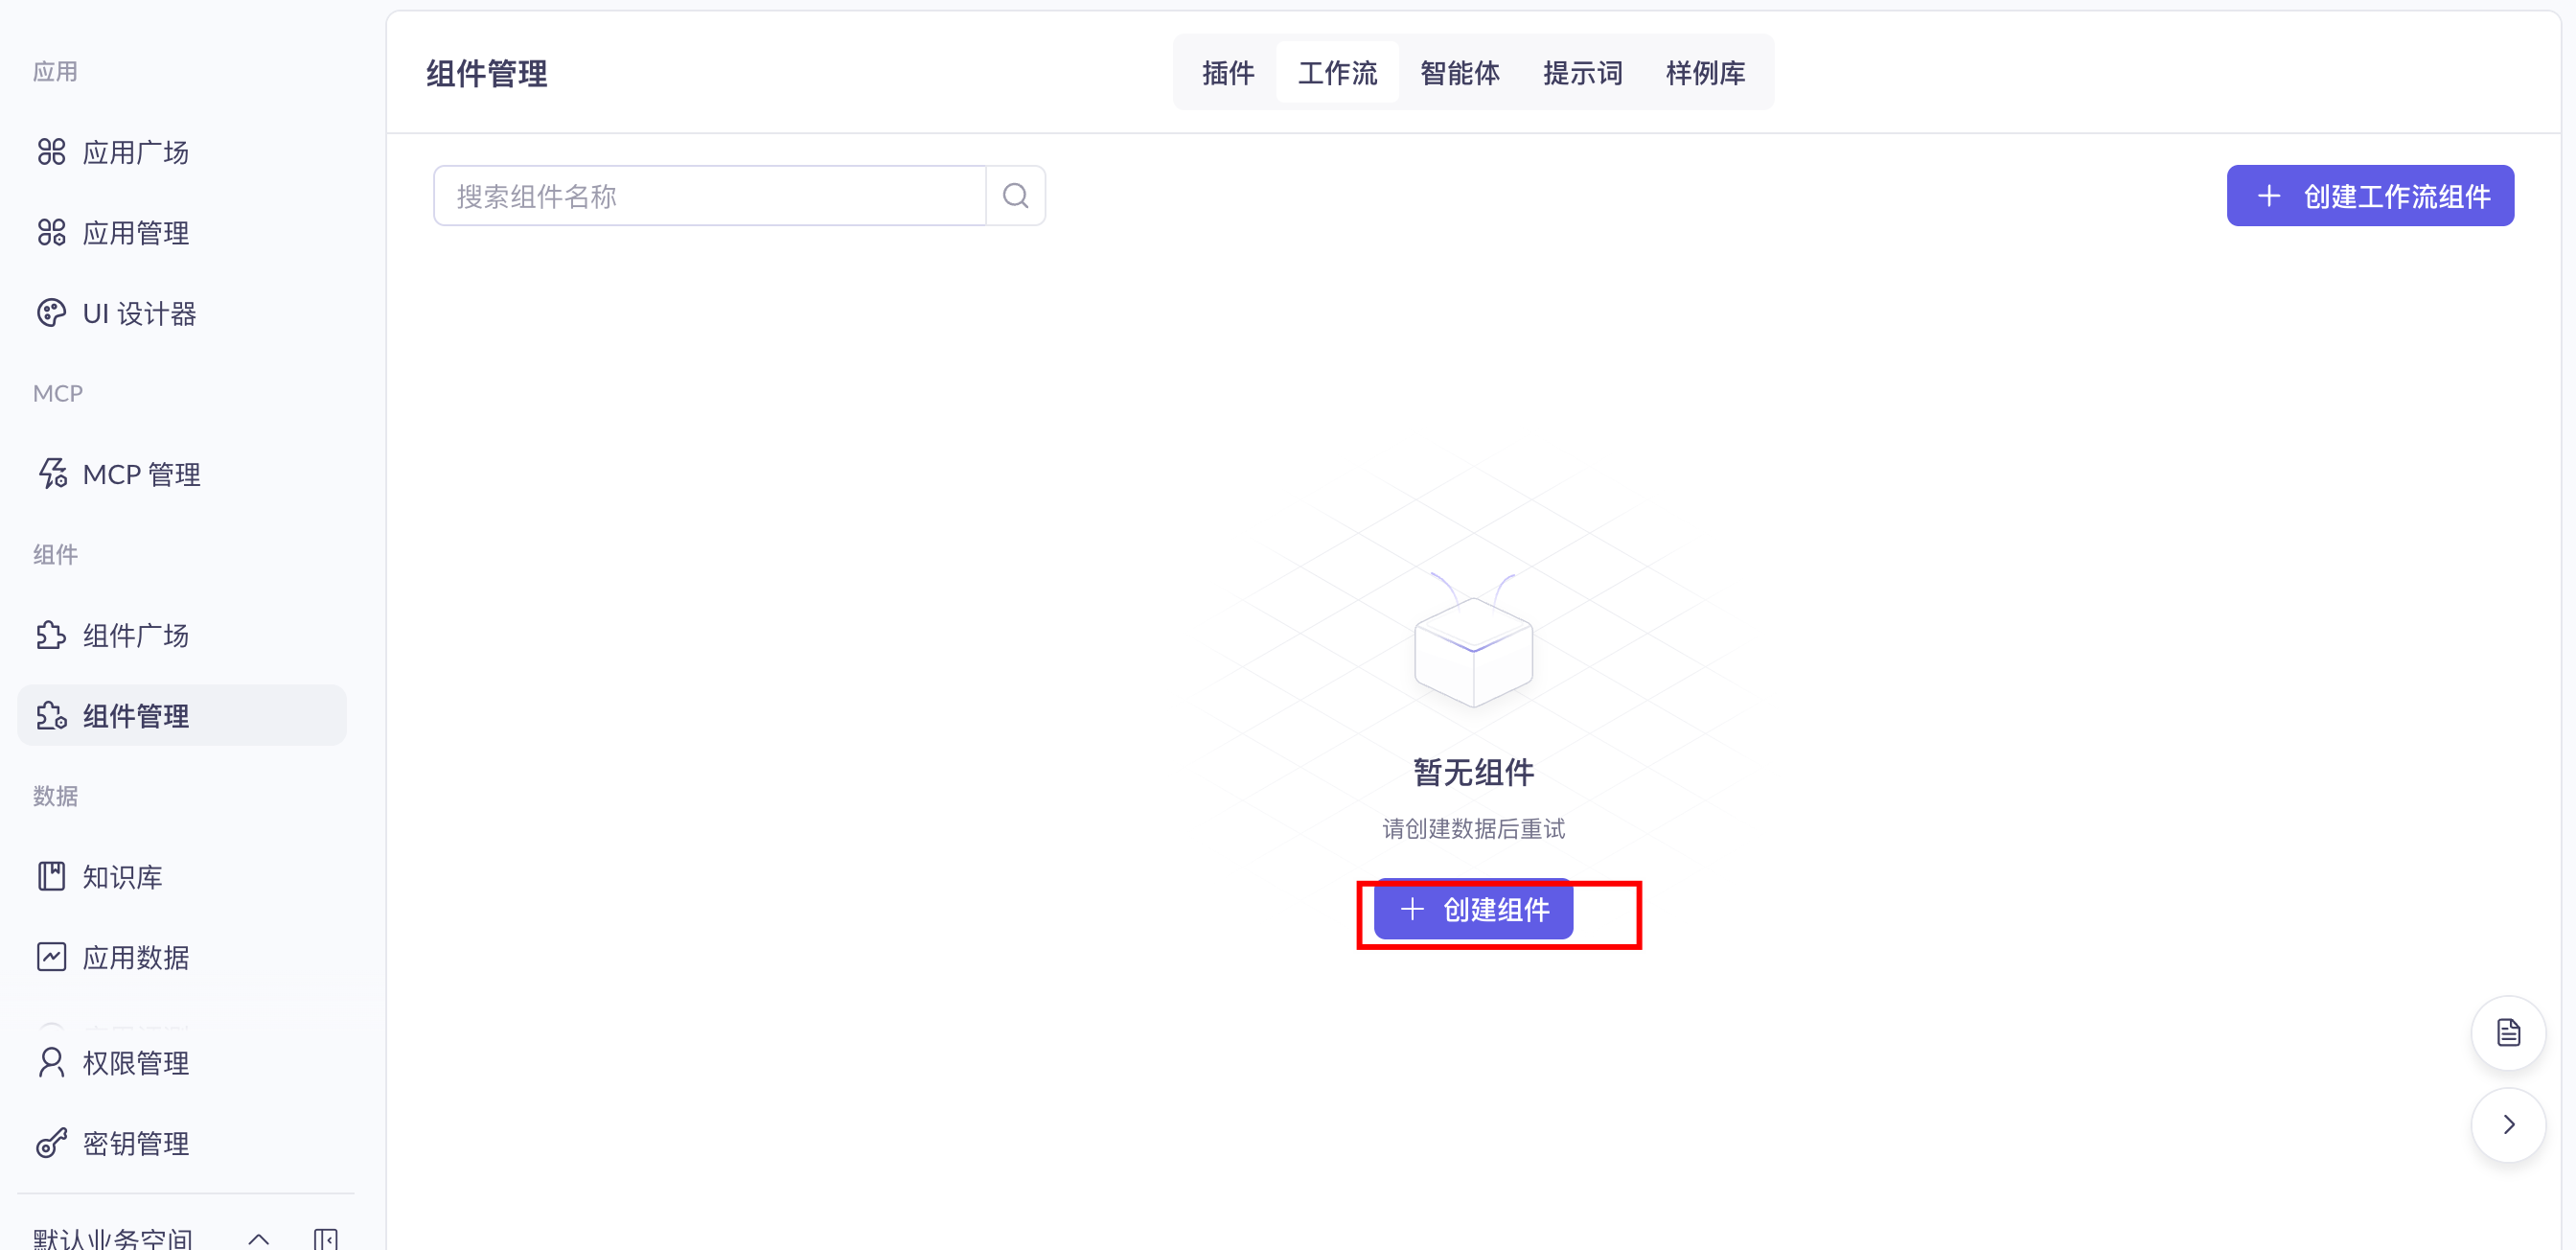 应用
应用广场
应用管理
UI 设计器
MCP
MCP 管理
组件
组件广场
组件管理
数据
知识库
应用数据
权限管理
密钥管理
默认业务空间
组件管理
插件 工作流 智能体 提示词 样例库
搜索组件名称
创建工作流组件
暂无组件
请创建数据后重试
创建组件